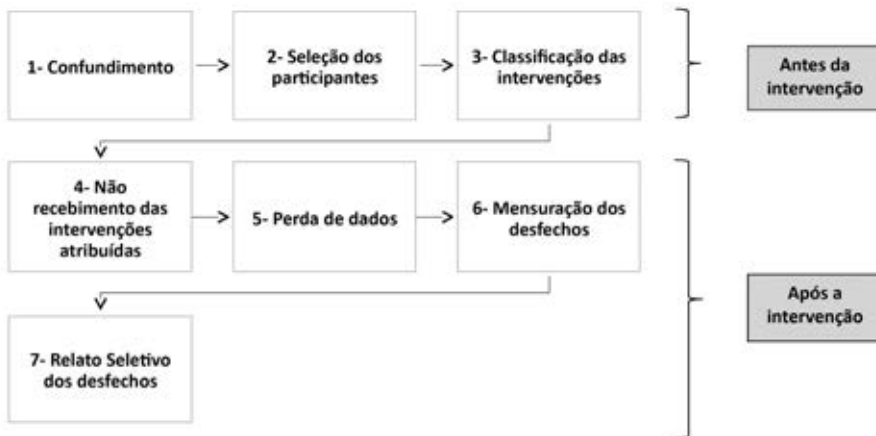 1- Confundimento
2- Seleção dos
participantes
3- Classificação das
intervenções
Antes da
intervenção
4- Não
recebimento das
intervenções
atribuídas
5- Perda de dados
6- Mensuração dos
desfechos
Após a
intervenção
7- Relato Seletivo
dos desfechos